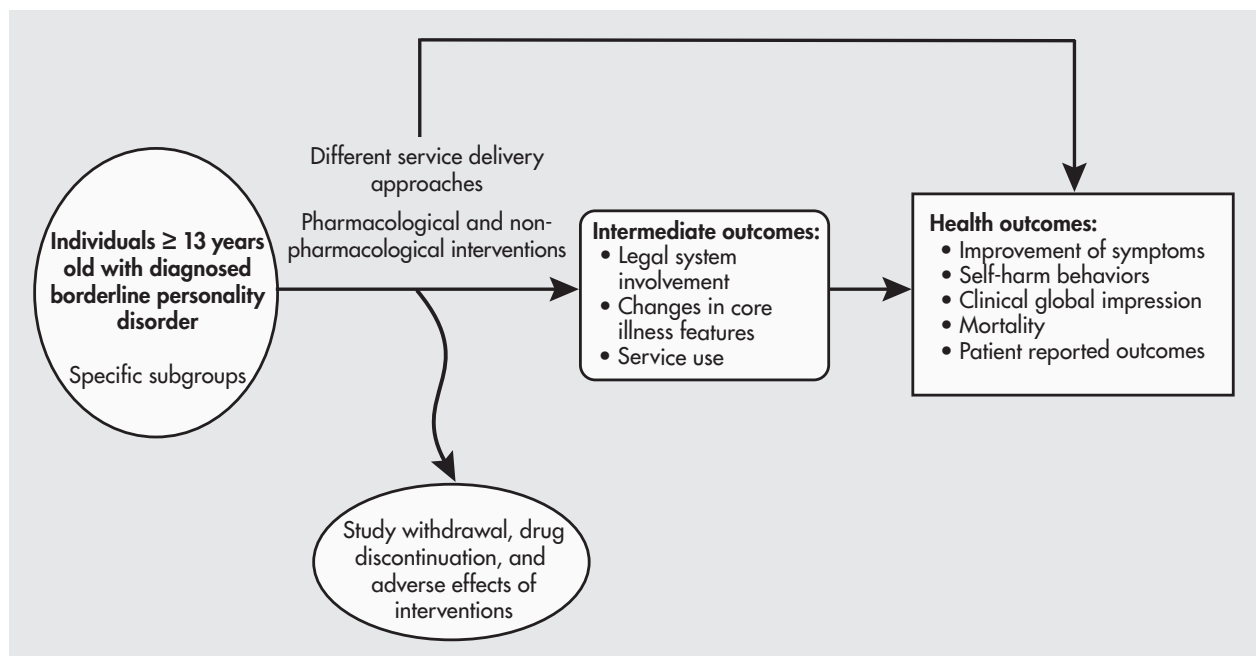 Individuals ≥ 13 years
old with diagnosed
borderline personality
disorder
Specific subgroups
Different service delivery
approaches
Pharmacological and non-
pharmacological interventions
Intermediate outcomes:
• Legal system
involvement
• Changes in core
illness features
• Service use
Health outcomes:
• Improvement of symptoms
• Self-harm behaviors
• Clinical global impression
• Mortality
• Patient reported outcomes
Study withdrawal, drug
discontinuation, and
adverse effects of
interventions